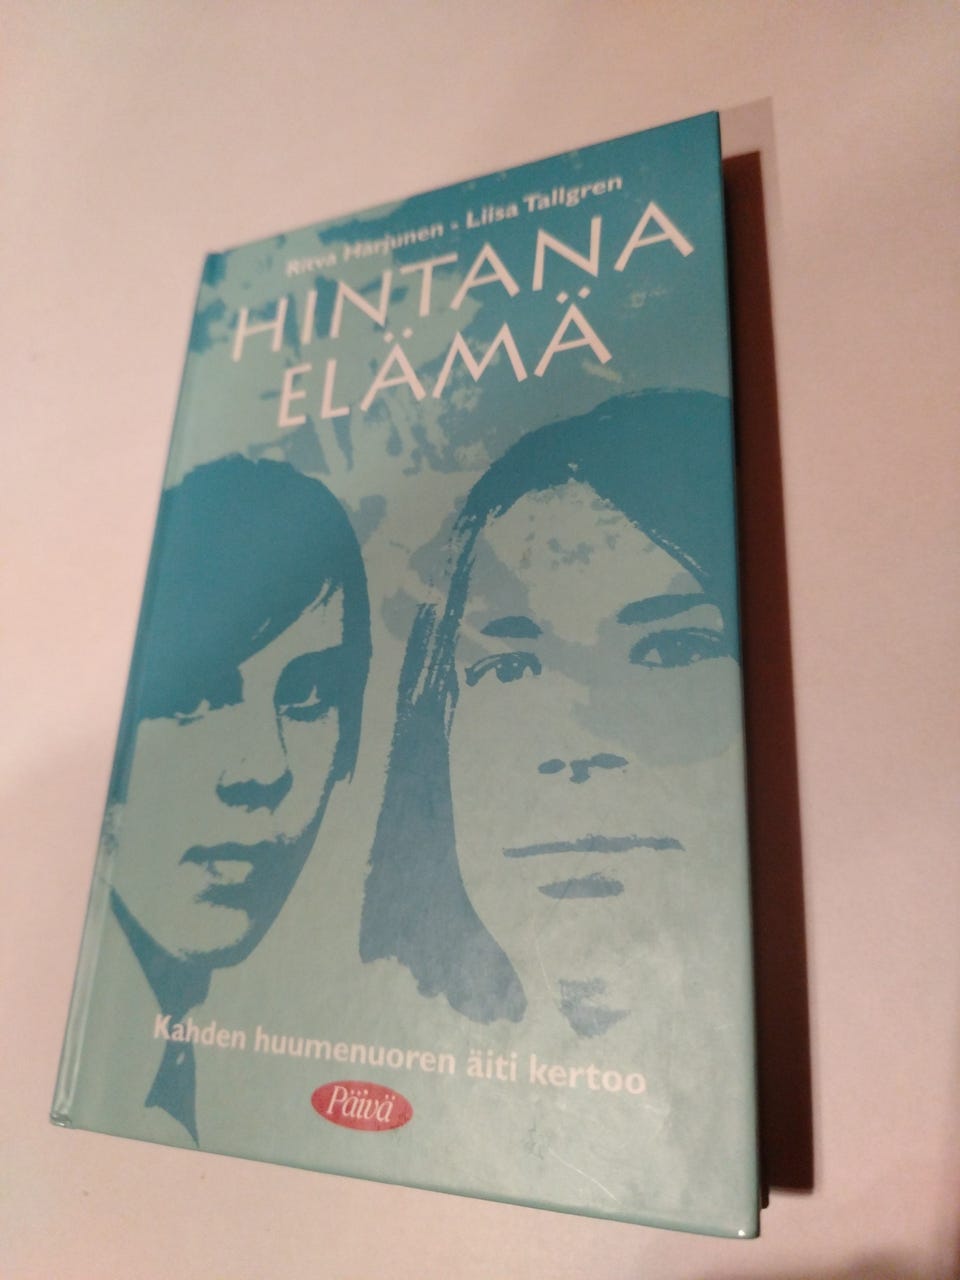 Ritva Harjunen - Liisa Tallgren
HINTANA
ELÄMÄ
Kahden huumenuoren äiti kertoo
Päivä